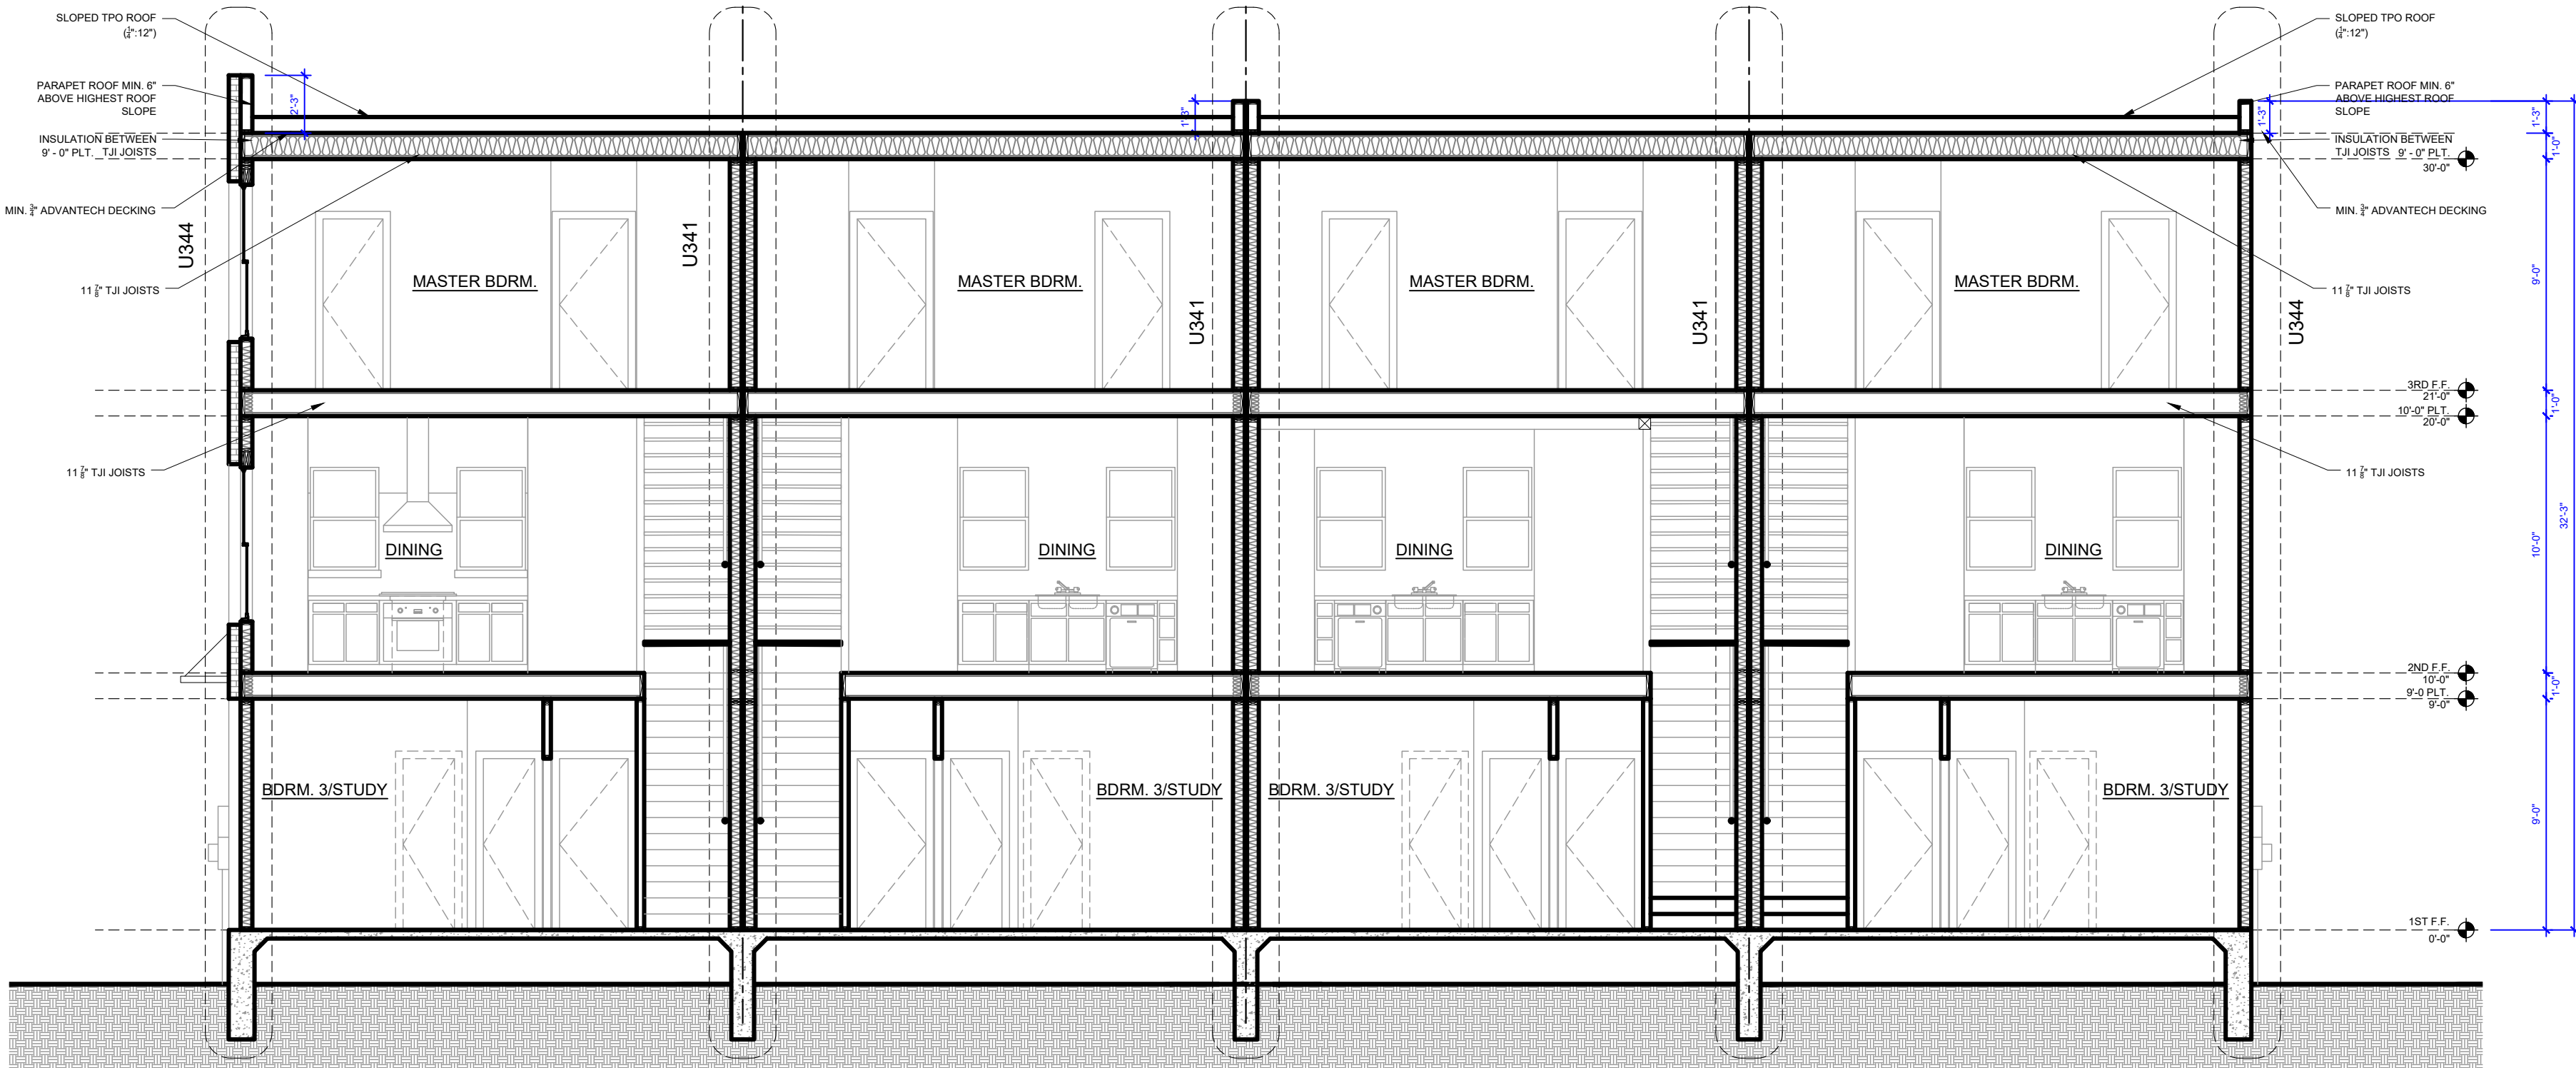 SLOPED TPO ROOF
(1/4":12")
PARAPET ROOF MIN. 6"
ABOVE HIGHEST ROOF
SLOPE
INSULATION BETWEEN
9' - 0" PLT. TJI JOISTS
MIN. 3/4" ADVANTECH DECKING
11 7/8" TJI JOISTS
11 7/8" TJI JOISTS
2'-3"
1'-3"
1'-3"
U344
U341
U341
U341
U344
MASTER BDRM.
MASTER BDRM.
MASTER BDRM.
MASTER BDRM.
DINING
DINING
DINING
DINING
BDRM. 3/STUDY
BDRM. 3/STUDY
BDRM. 3/STUDY
BDRM. 3/STUDY
SLOPED TPO ROOF
(1/4":12")
PARAPET ROOF MIN. 6"
ABOVE HIGHEST ROOF
SLOPE
INSULATION BETWEEN
TJI JOISTS 9' - 0" PLT.
30'-0"
MIN. 3/4" ADVANTECH DECKING
11 7/8" TJI JOISTS
3RD F.F.
21'-0"
10'-0" PLT.
20'-0"
11 7/8" TJI JOISTS
2ND F.F.
10'-0"
9'-0 PLT.
9'-0"
1ST F.F.
0'-0"
1'-3"
1'-0"
9'-0"
1'-0"
10'-0"
1'-0"
9'-0"
32'-3"